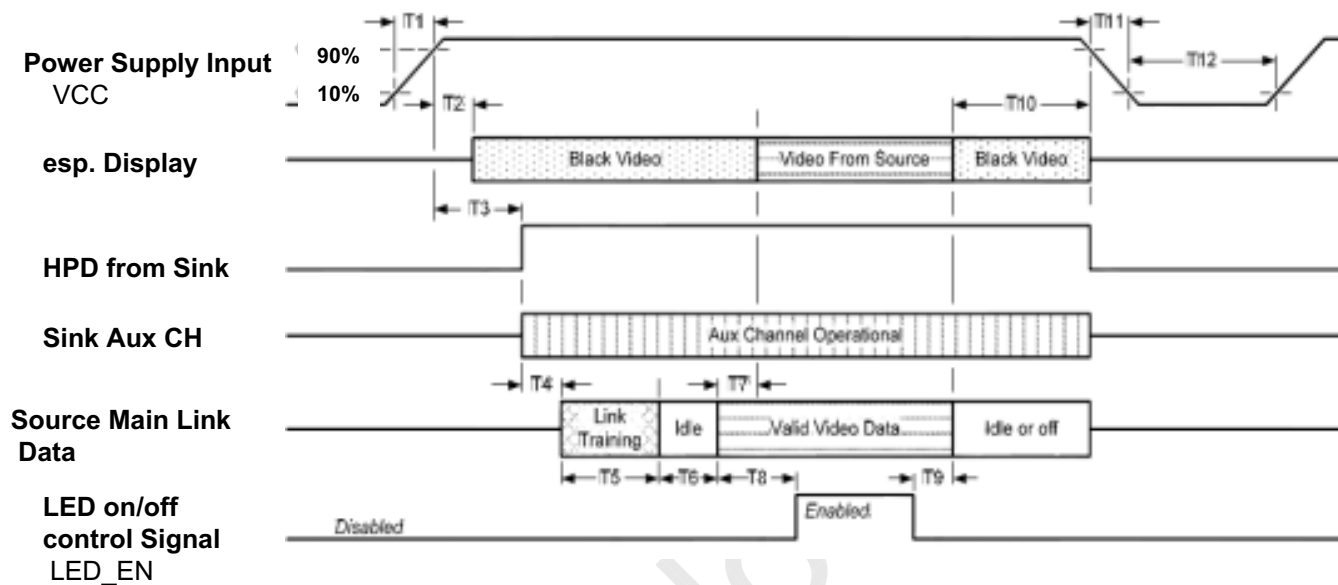 T1
T11
Power Supply Input
VCC
90%
10%
T2
T10
T12
esp. Display
Black Video
Video From Source
Black Video
T3
HPD from Sink
Sink Aux CH
Aux Channel Operational
T4
T7
Source Main Link
Data
Link
Training
Idle
Valid Video Data
Idle or off
T5
T6
T8
T9
LED on/off
control Signal
LED_EN
Disabled
Enabled